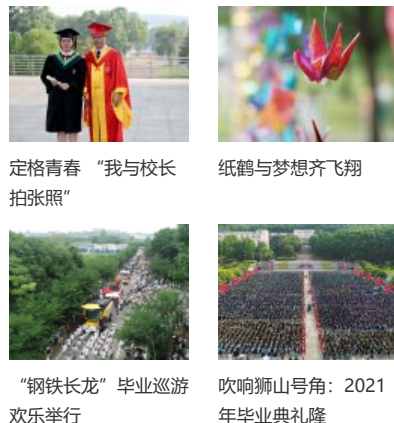 定格青春 “我与校长
拍张照”
纸鹤与梦想齐飞翔
“钢铁长龙”毕业巡游
欢乐举行
吹响狮山号角：2021
年毕业典礼隆